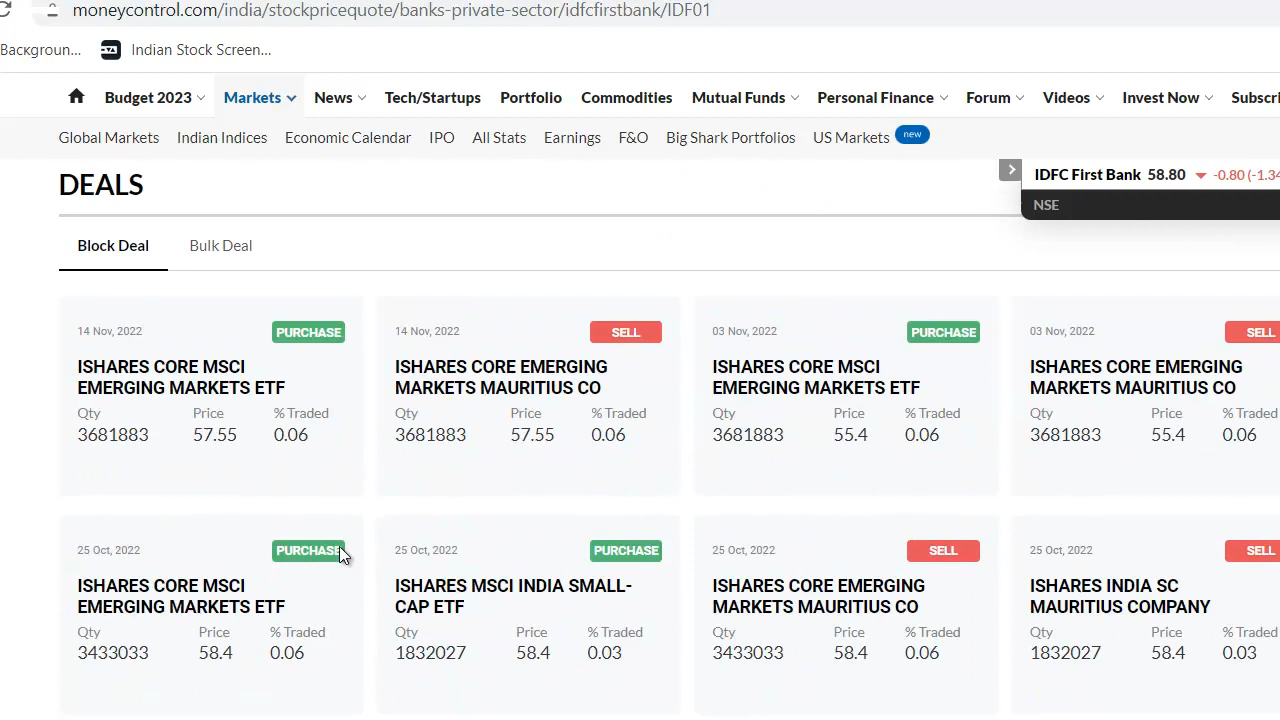 moneycontrol.com/india/stockpricequote/banks-private-sector/idfcfirstbank/IDF01
Backgroun... Indian Stock Screen...
Budget 2023 Markets News Tech/Startups Portfolio Commodities Mutual Funds Personal Finance Forum Videos Invest Now Subscri
Global Markets Indian Indices Economic Calendar IPO All Stats Earnings F&O Big Shark Portfolios US Markets new
DEALS
IDFC First Bank 58.80 -0.80 (-1.34
NSE
Block Deal Bulk Deal
14 Nov, 2022 PURCHASE
ISHARES CORE MSCI
EMERGING MARKETS ETF
Qty Price % Traded
3681883 57.55 0.06
14 Nov, 2022 SELL
ISHARES CORE EMERGING
MARKETS MAURITIUS CO
Qty Price % Traded
3681883 57.55 0.06
03 Nov, 2022 PURCHASE
ISHARES CORE MSCI
EMERGING MARKETS ETF
Qty Price % Traded
3681883 55.4 0.06
03 Nov, 2022 SELL
ISHARES CORE EMERGING
MARKETS MAURITIUS CO
Qty Price % Traded
3681883 55.4 0.06
25 Oct, 2022 PURCHASE
ISHARES CORE MSCI
EMERGING MARKETS ETF
Qty Price % Traded
3433033 58.4 0.06
25 Oct, 2022 PURCHASE
ISHARES MSCI INDIA SMALL-
CAP ETF
Qty Price % Traded
1832027 58.4 0.03
25 Oct, 2022 SELL
ISHARES CORE EMERGING
MARKETS MAURITIUS CO
Qty Price % Traded
3433033 58.4 0.06
25 Oct, 2022 SELL
ISHARES INDIA SC
MAURITIUS COMPANY
Qty Price % Traded
1832027 58.4 0.03